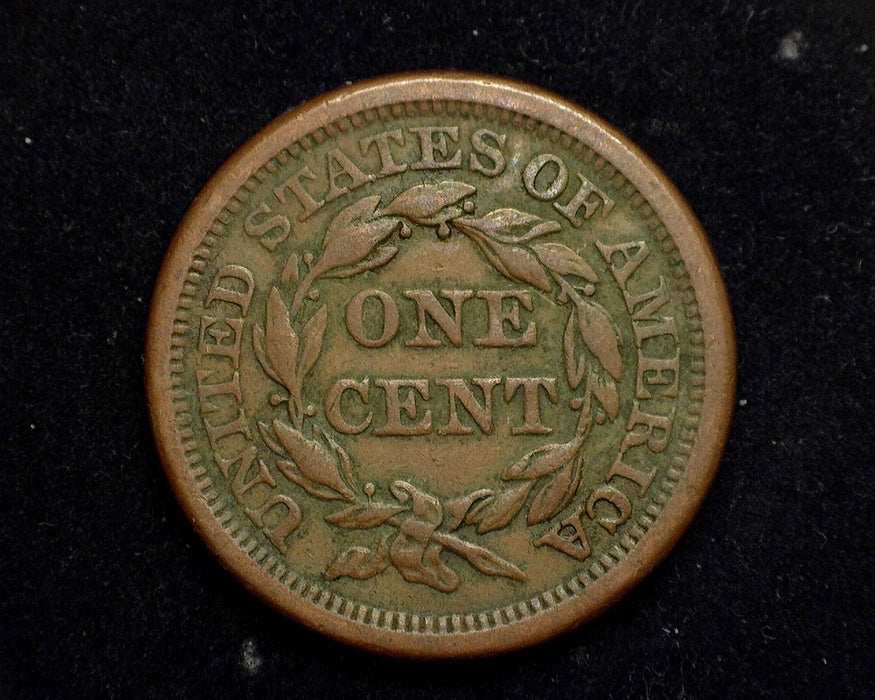 UNITED STATES OF AMERICA
ONE
CENT